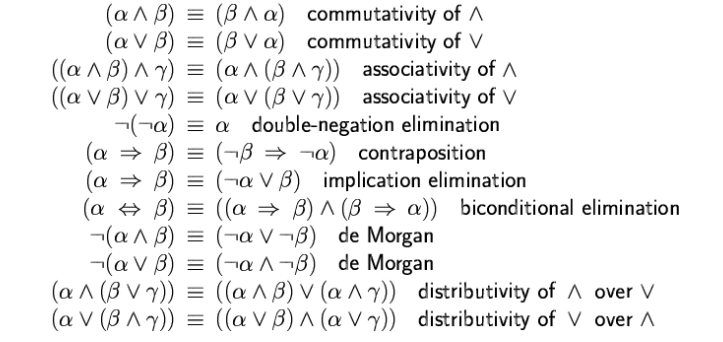 (α ∧ β) ≡ (β ∧ α) commutativity of ∧
(α ∨ β) ≡ (β ∨ α) commutativity of ∨
((α ∧ β) ∧ γ) ≡ (α ∧ (β ∧ γ)) associativity of ∧
((α ∨ β) ∨ γ) ≡ (α ∨ (β ∨ γ)) associativity of ∨
¬(¬α) ≡ α double-negation elimination
(α ⇒ β) ≡ (¬β ⇒ ¬α) contraposition
(α ⇒ β) ≡ (¬α ∨ β) implication elimination
(α ⇔ β) ≡ ((α ⇒ β) ∧ (β ⇒ α)) biconditional elimination
¬(α ∧ β) ≡ (¬α ∨ ¬β) de Morgan
¬(α ∨ β) ≡ (¬α ∧ ¬β) de Morgan
(α ∧ (β ∨ γ)) ≡ ((α ∧ β) ∨ (α ∧ γ)) distributivity of ∧ over ∨
(α ∨ (β ∧ γ)) ≡ ((α ∨ β) ∧ (α ∨ γ)) distributivity of ∨ over ∧